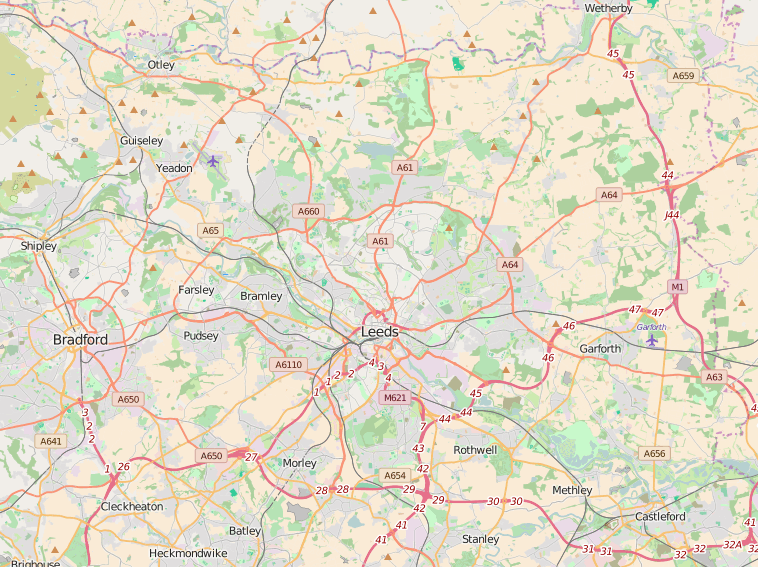 Wetherby
45
Otley
45
A659
Guiseley
A61
Yeadon
44
A64
A660
J44
A65
A61
Shipley
A64
M1
Farsley
Bramley
47
47
46
Garforth
Leeds
Pudsey
Bradford
Garforth
46
A6110
4
3
2
2
4
A63
1
1
45
A650
M621
3
2
44
44
7
2
A641
43
Rothwell
A656
A650
27
Morley
1
26
42
A654
28
28
29
29
30
30
Methley
Cleckheaton
42
Castleford
41
41
Batley
41
Stanley
32A
Heckmondwike
31
31
32
32
Brighouse